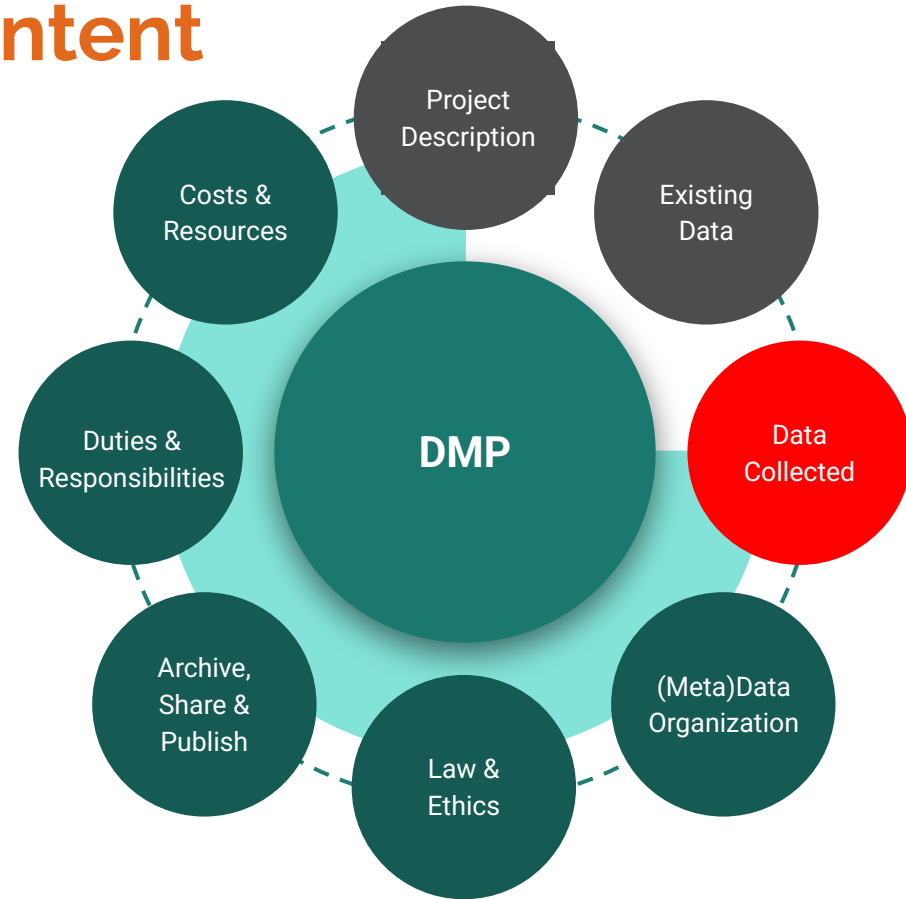 ntent
Project
Description
Existing
Data
Data
Collected
(Meta)Data
Organization
Law &
Ethics
Archive,
Share &
Publish
Duties &
Responsibilities
Costs &
Resources
DMP